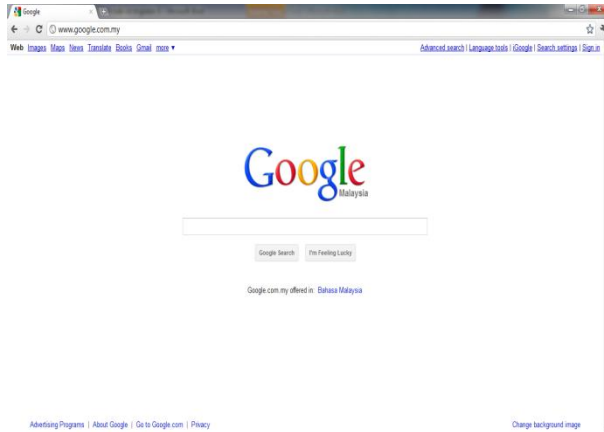 Google
www.google.com.my
Web Images Maps News Translate Books Gmail more ▼ Advanced search | Language tools | iGoogle | Search settings | Sign in
Google
Malaysia
Google Search I'm Feeling Lucky
Google.com.my offered in: Bahasa Malaysia
Advertising Programs | About Google | Go to Google.com | Privacy Change background image